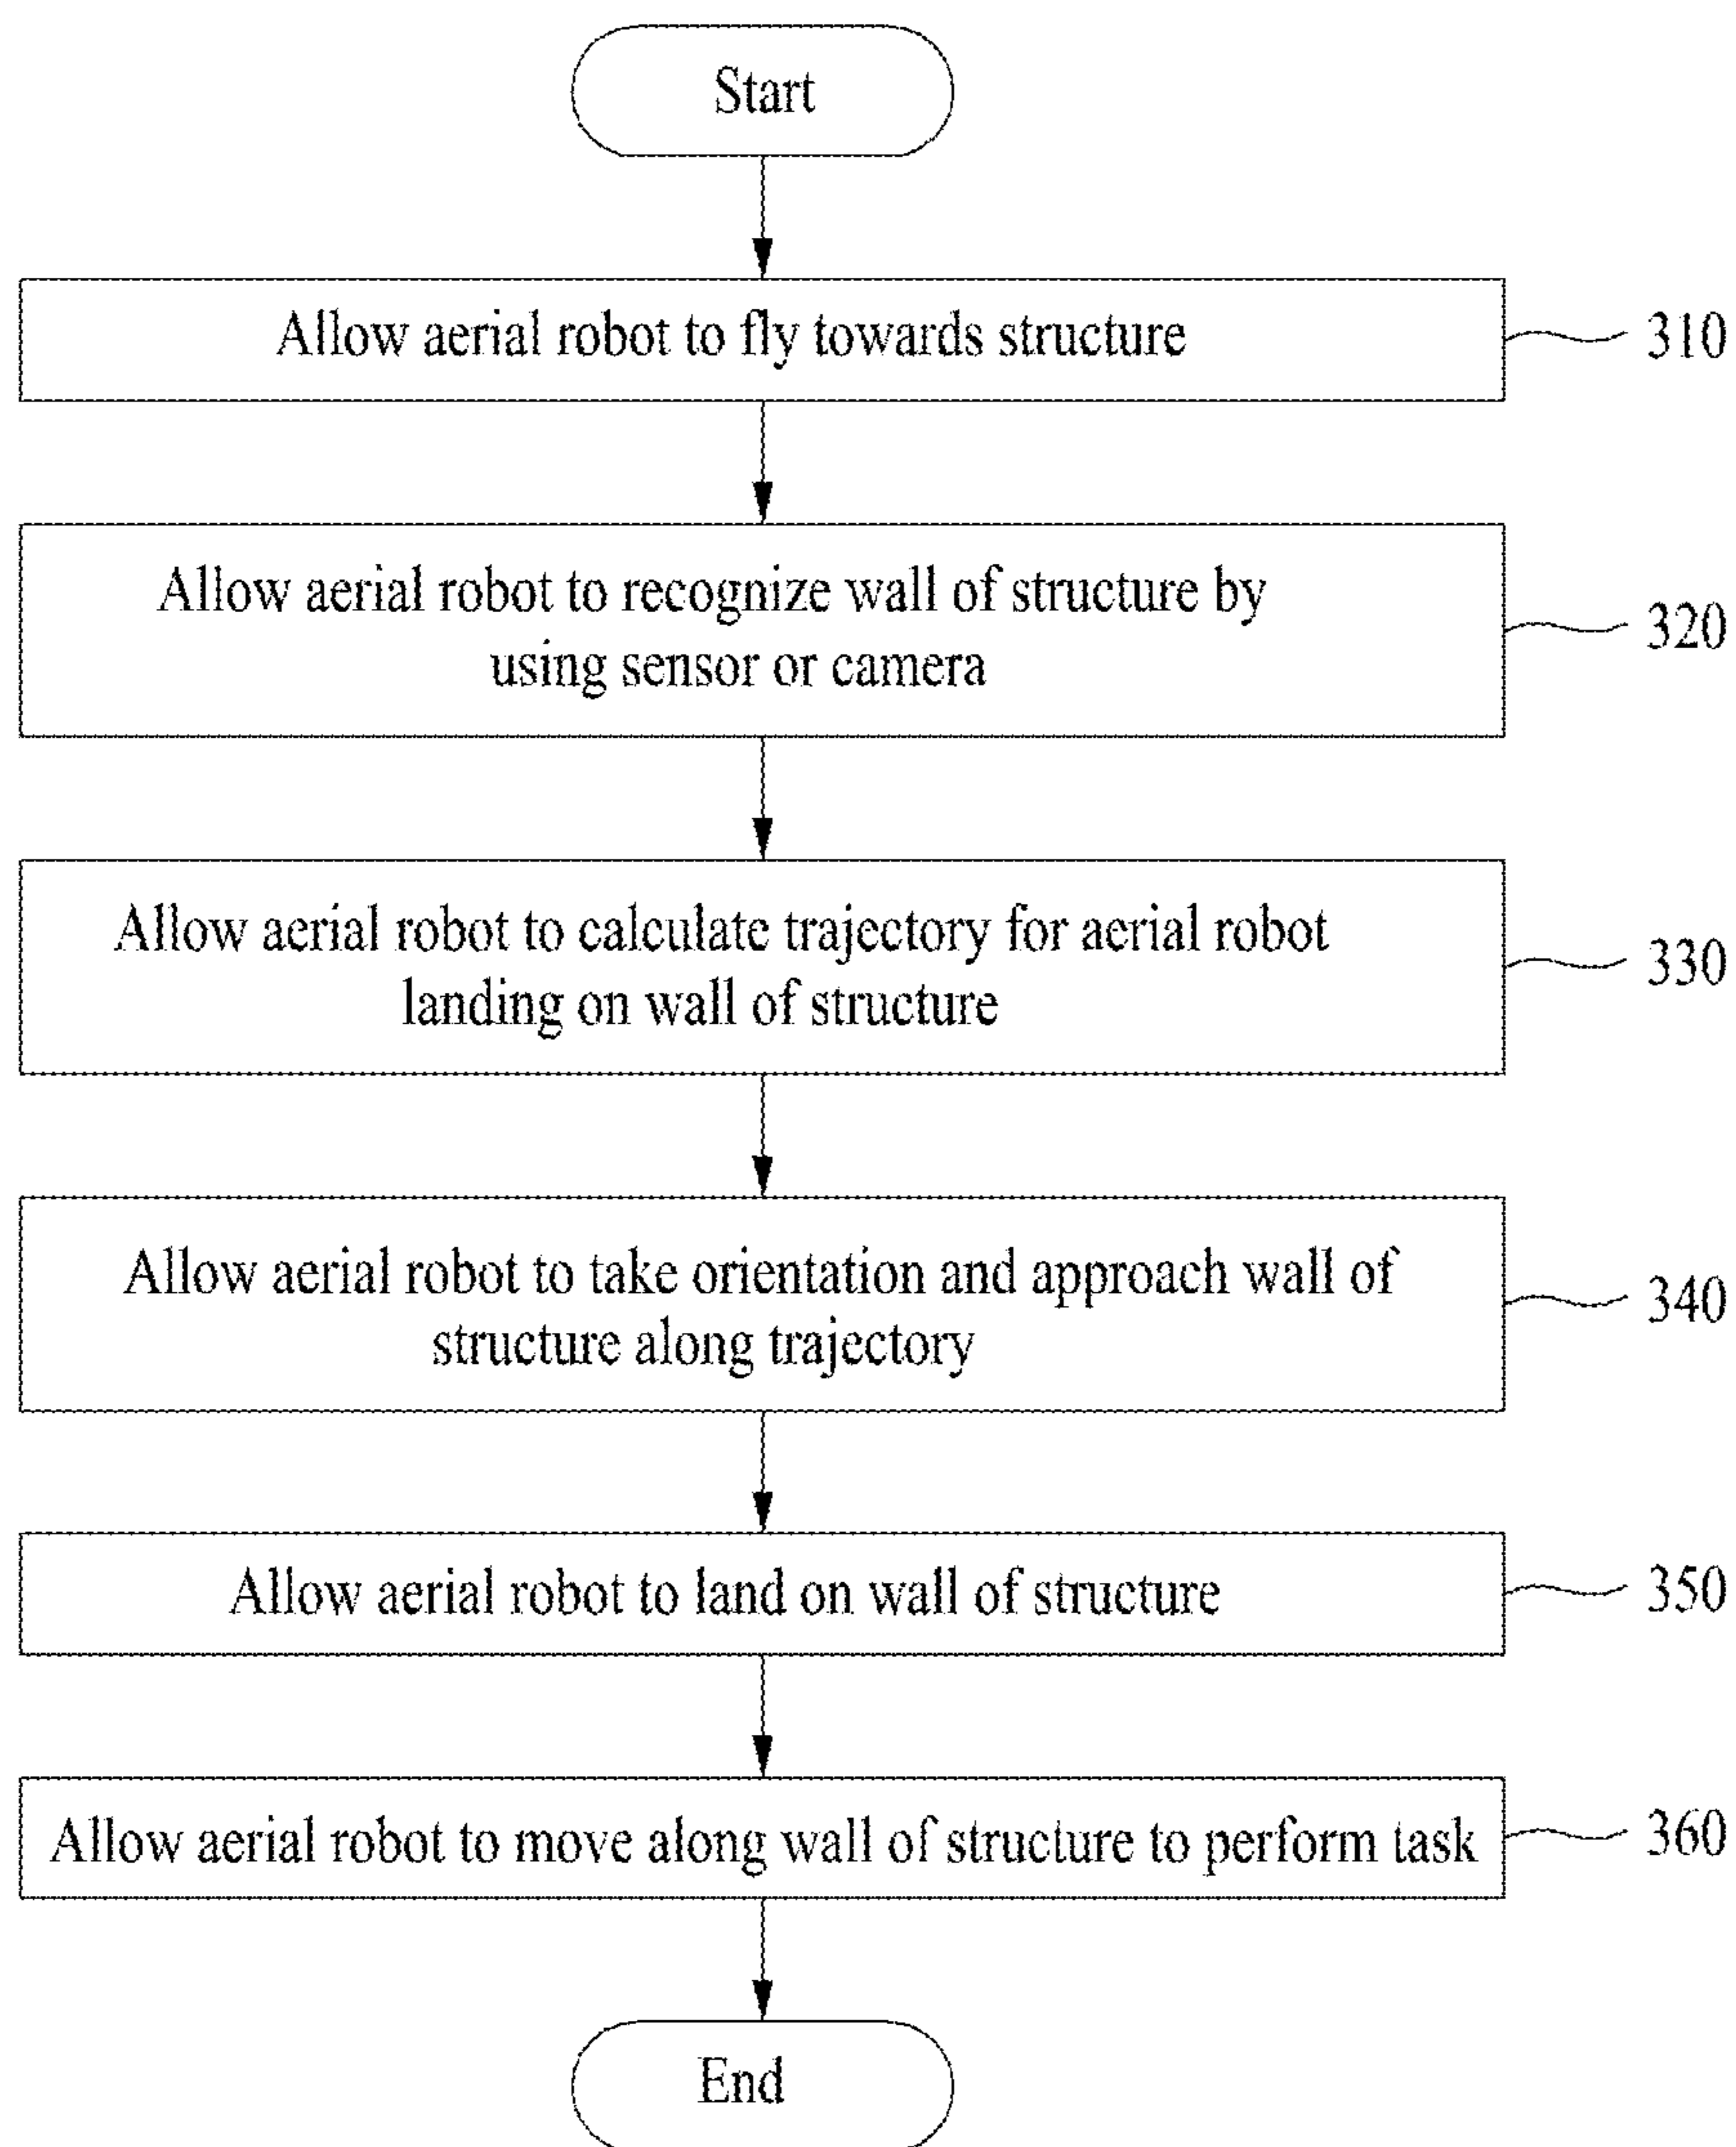 Start
Allow aerial robot to fly towards structure
310
Allow aerial robot to recognize wall of structure by
using sensor or camera
320
Allow aerial robot to calculate trajectory for aerial robot
landing on wall of structure
330
Allow aerial robot to take orientation and approach wall of
structure along trajectory
340
Allow aerial robot to land on wall of structure
350
Allow aerial robot to move along wall of structure to perform task
360
End